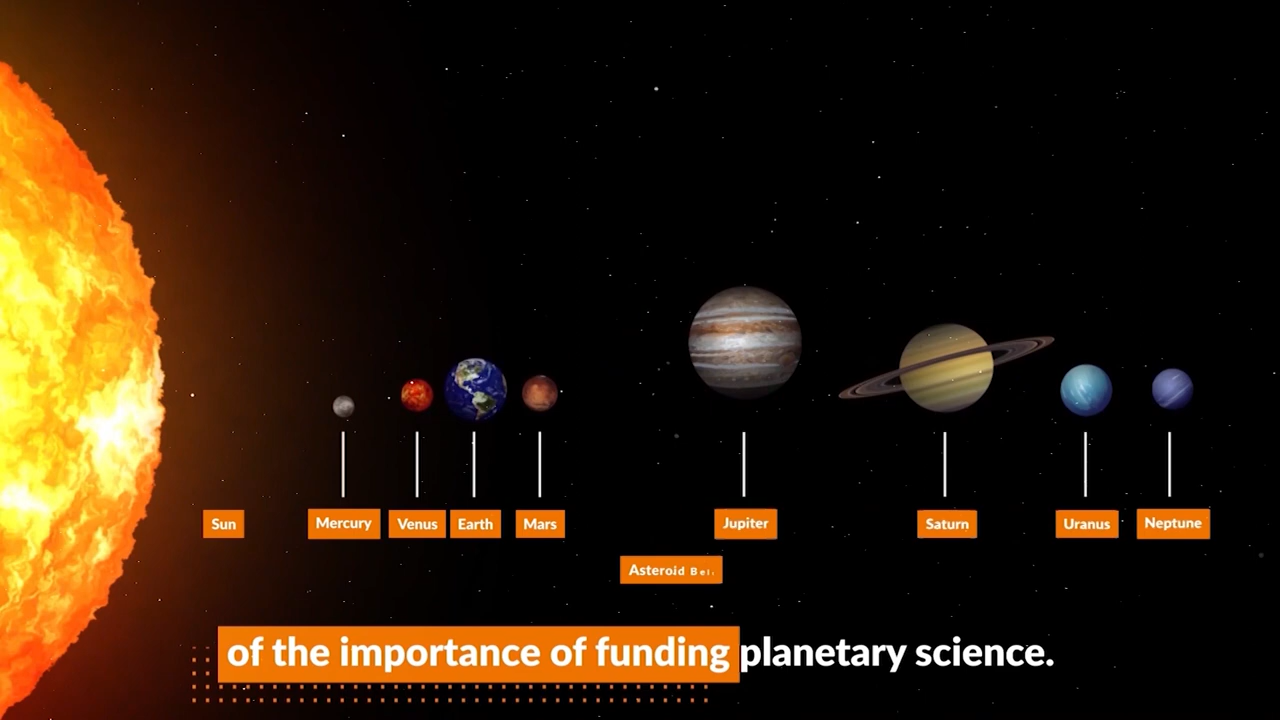 Sun
Mercury
Venus
Earth
Mars
Jupiter
Saturn
Uranus
Neptune
Asteroid
of the importance of funding planetary science.